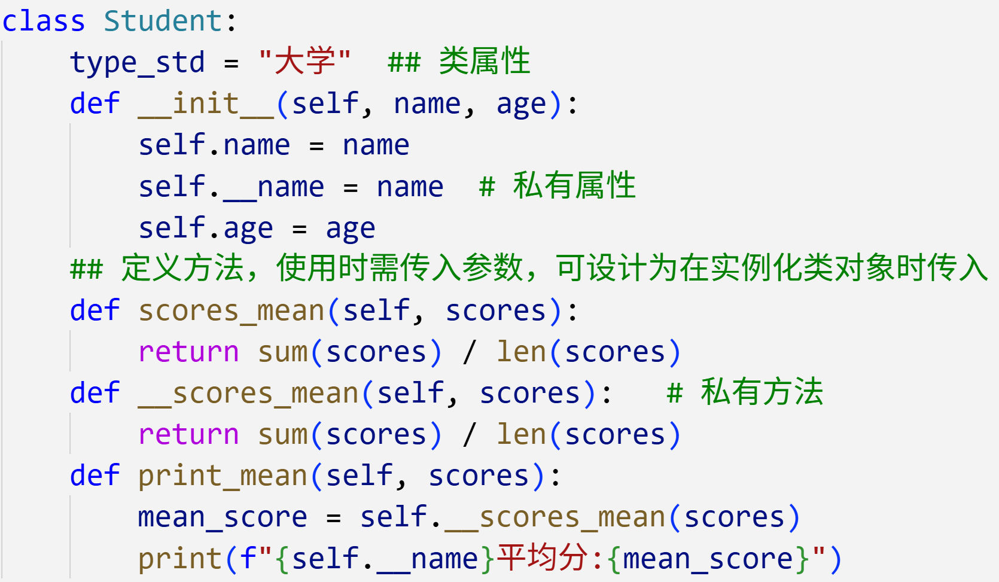 class Student:
    type_std = "大学"  ## 类属性
    def __init__(self, name, age):
        self.name = name
        self.__name = name  # 私有属性
        self.age = age
    ## 定义方法，使用时需传入参数，可设计为在实例化类对象时传入
    def scores_mean(self, scores):
        return sum(scores) / len(scores)
    def __scores_mean(self, scores):   # 私有方法
        return sum(scores) / len(scores)
    def print_mean(self, scores):
        mean_score = self.__scores_mean(scores)
        print(f"{self.__name}平均分:{mean_score}")